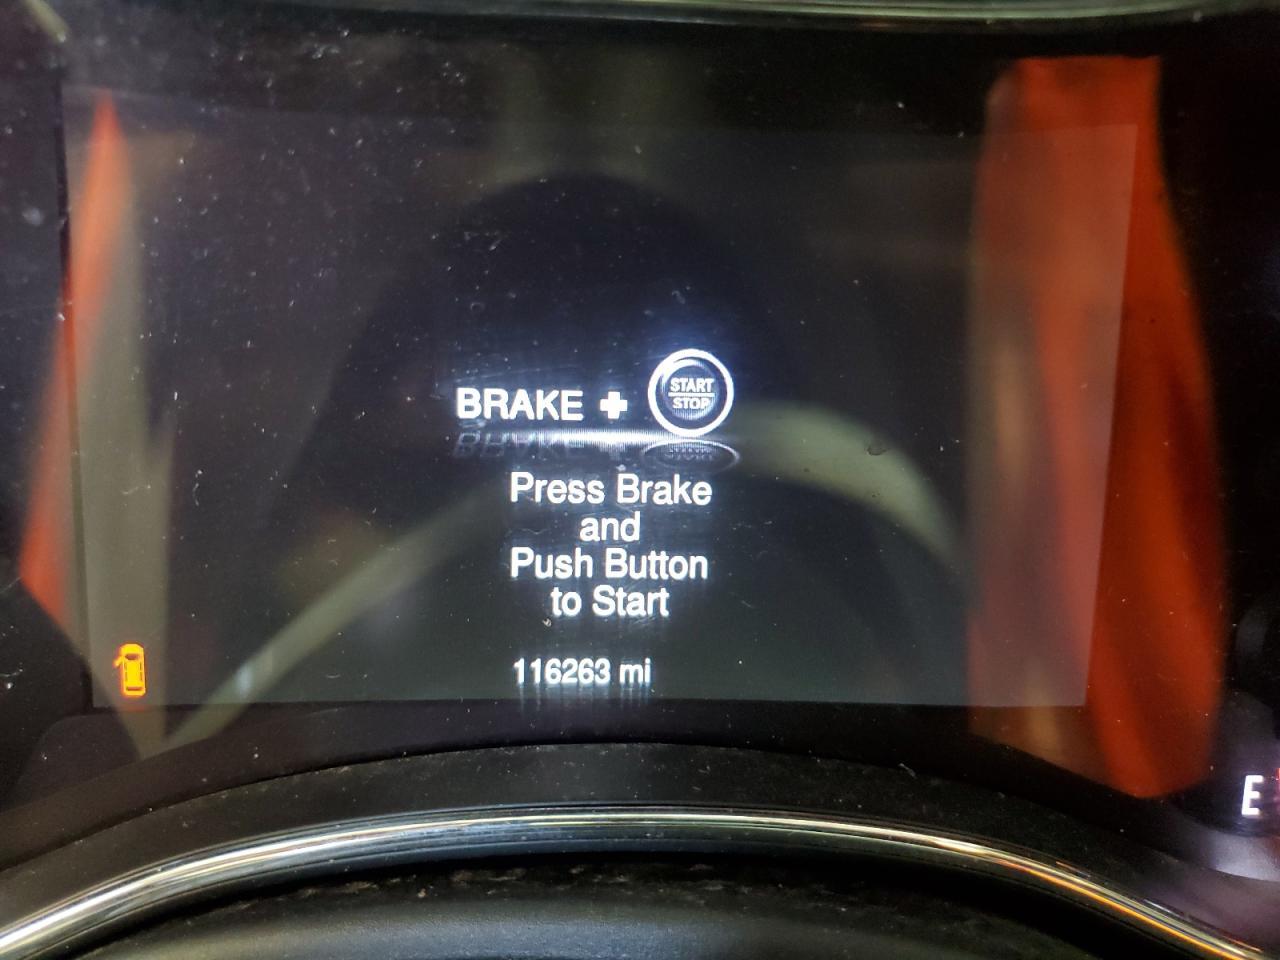 BRAKE + START
STOP
Press Brake
and
Push Button
to Start
116263 mi
E